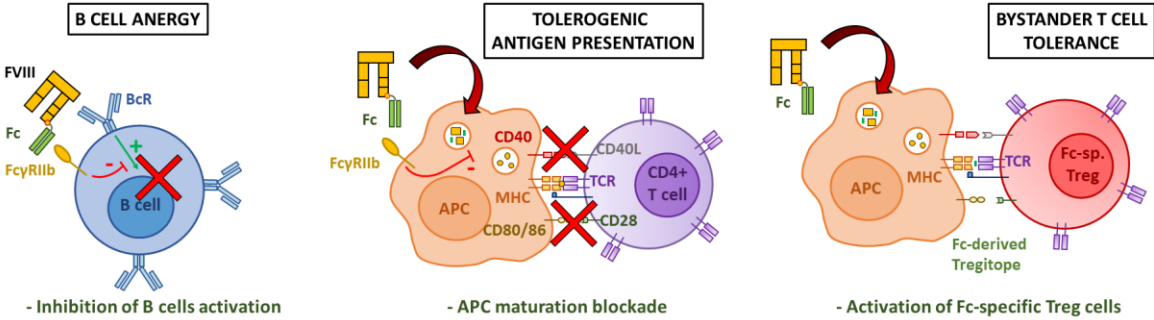 B CELL ANERGY
FVIII
BcR
Fc
+
-
FcγRIIb
B cell
- Inhibition of B cells activation
TOLEROGENIC
ANTIGEN PRESENTATION
Fc
CD40
CD40L
FcγRIIb
-
TCR
CD4+
T cell
MHC
APC
CD80/86
CD28
- APC maturation blockade
BYSTANDER T CELL
TOLERANCE
Fc
TCR
Fc-sp.
Treg
APC
MHC
Fc-derived
Tregitope
- Activation of Fc-specific Treg cells